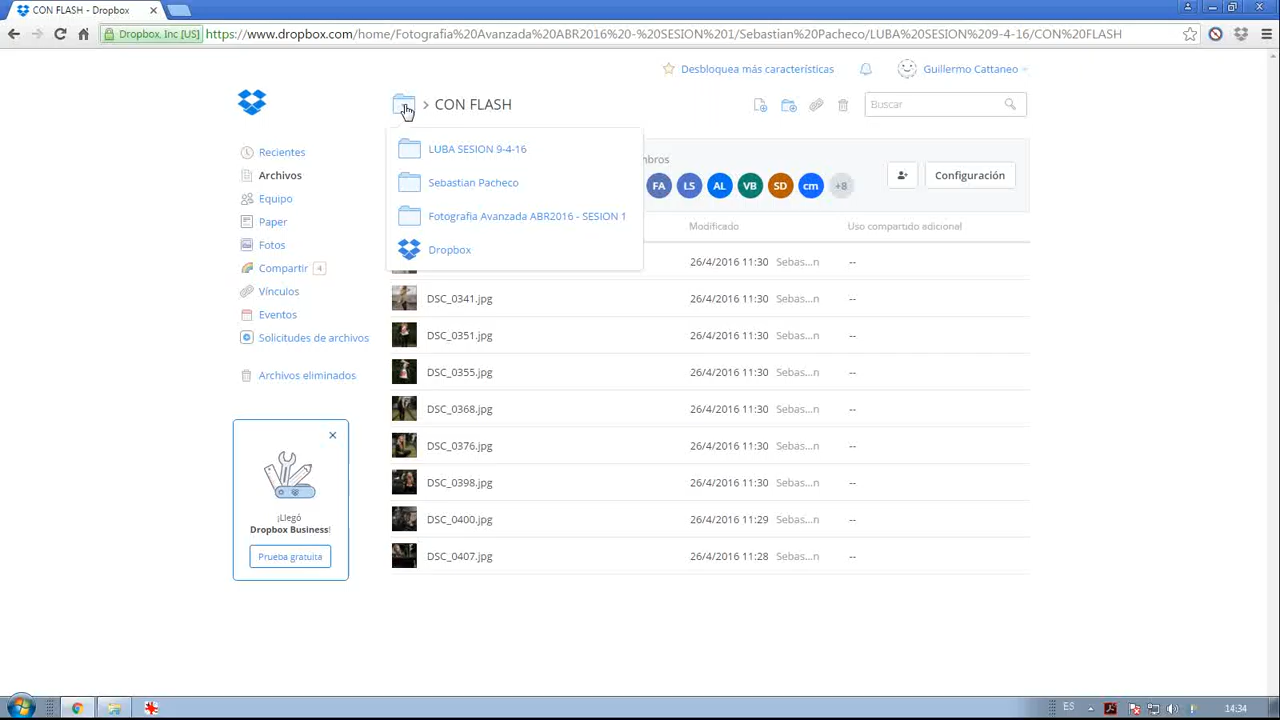 CON FLASH - Dropbox
Dropbox, Inc [US] https://www.dropbox.com/home/Fotografia%20Avanzada%20ABR2016%20-%20SESION%201/Sebastian%20Pacheco/LUBA%20SESION%209-4-16/CON%20FLASH
Desbloquea más características
Guillermo Cattaneo
> CON FLASH
Buscar
Recientes
Archivos
Equipo
Paper
Fotos
Compartir 4
Vínculos
Eventos
Solicitudes de archivos
Archivos eliminados
¡Llegó
Dropbox Business!
Prueba gratuita
LUBA SESION 9-4-16
Sebastian Pacheco
Fotografia Avanzada ABR2016 - SESION 1
Dropbox
mbros
FA LS AL VB SD cm +8
Configuración
Modificado Uso compartido adicional
26/4/2016 11:30 Sebas...n --
DSC_0341.jpg 26/4/2016 11:30 Sebas...n --
DSC_0351.jpg 26/4/2016 11:30 Sebas...n --
DSC_0355.jpg 26/4/2016 11:30 Sebas...n --
DSC_0368.jpg 26/4/2016 11:30 Sebas...n --
DSC_0376.jpg 26/4/2016 11:30 Sebas...n --
DSC_0398.jpg 26/4/2016 11:30 Sebas...n --
DSC_0400.jpg 26/4/2016 11:29 Sebas...n --
DSC_0407.jpg 26/4/2016 11:28 Sebas...n --
ES 14:34